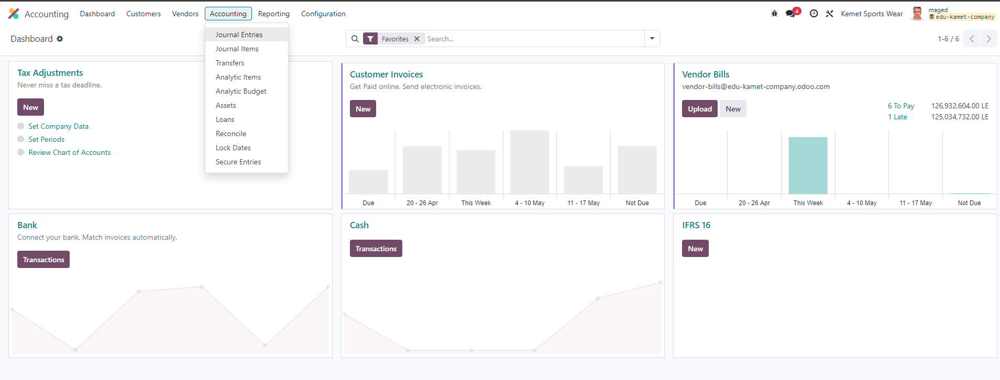 Accounting Dashboard Customers Vendors Accounting Reporting Configuration 4 Kemet Sports Wear maged
edu-kamet-company
Dashboard Favorites Search... 1-6 / 6
Journal Entries
Journal Items
Transfers
Analytic Items
Analytic Budget
Assets
Loans
Reconcile
Lock Dates
Secure Entries
Tax Adjustments
Never miss a tax deadline.
New
Set Company Data
Set Periods
Review Chart of Accounts
Customer Invoices
Get Paid online. Send electronic invoices.
New
Due 20 - 26 Apr This Week 4 - 10 May 11 - 17 May Not Due
Vendor Bills
vendor-bills@edu-kamet-company.odoo.com
Upload New
6 To Pay 126,932,604.00 LE
1 Late 125,034,732.00 LE
Due 20 - 26 Apr This Week 4 - 10 May 11 - 17 May Not Due
Bank
Connect your bank. Match invoices automatically.
Transactions
Cash
Transactions
IFRS 16
New